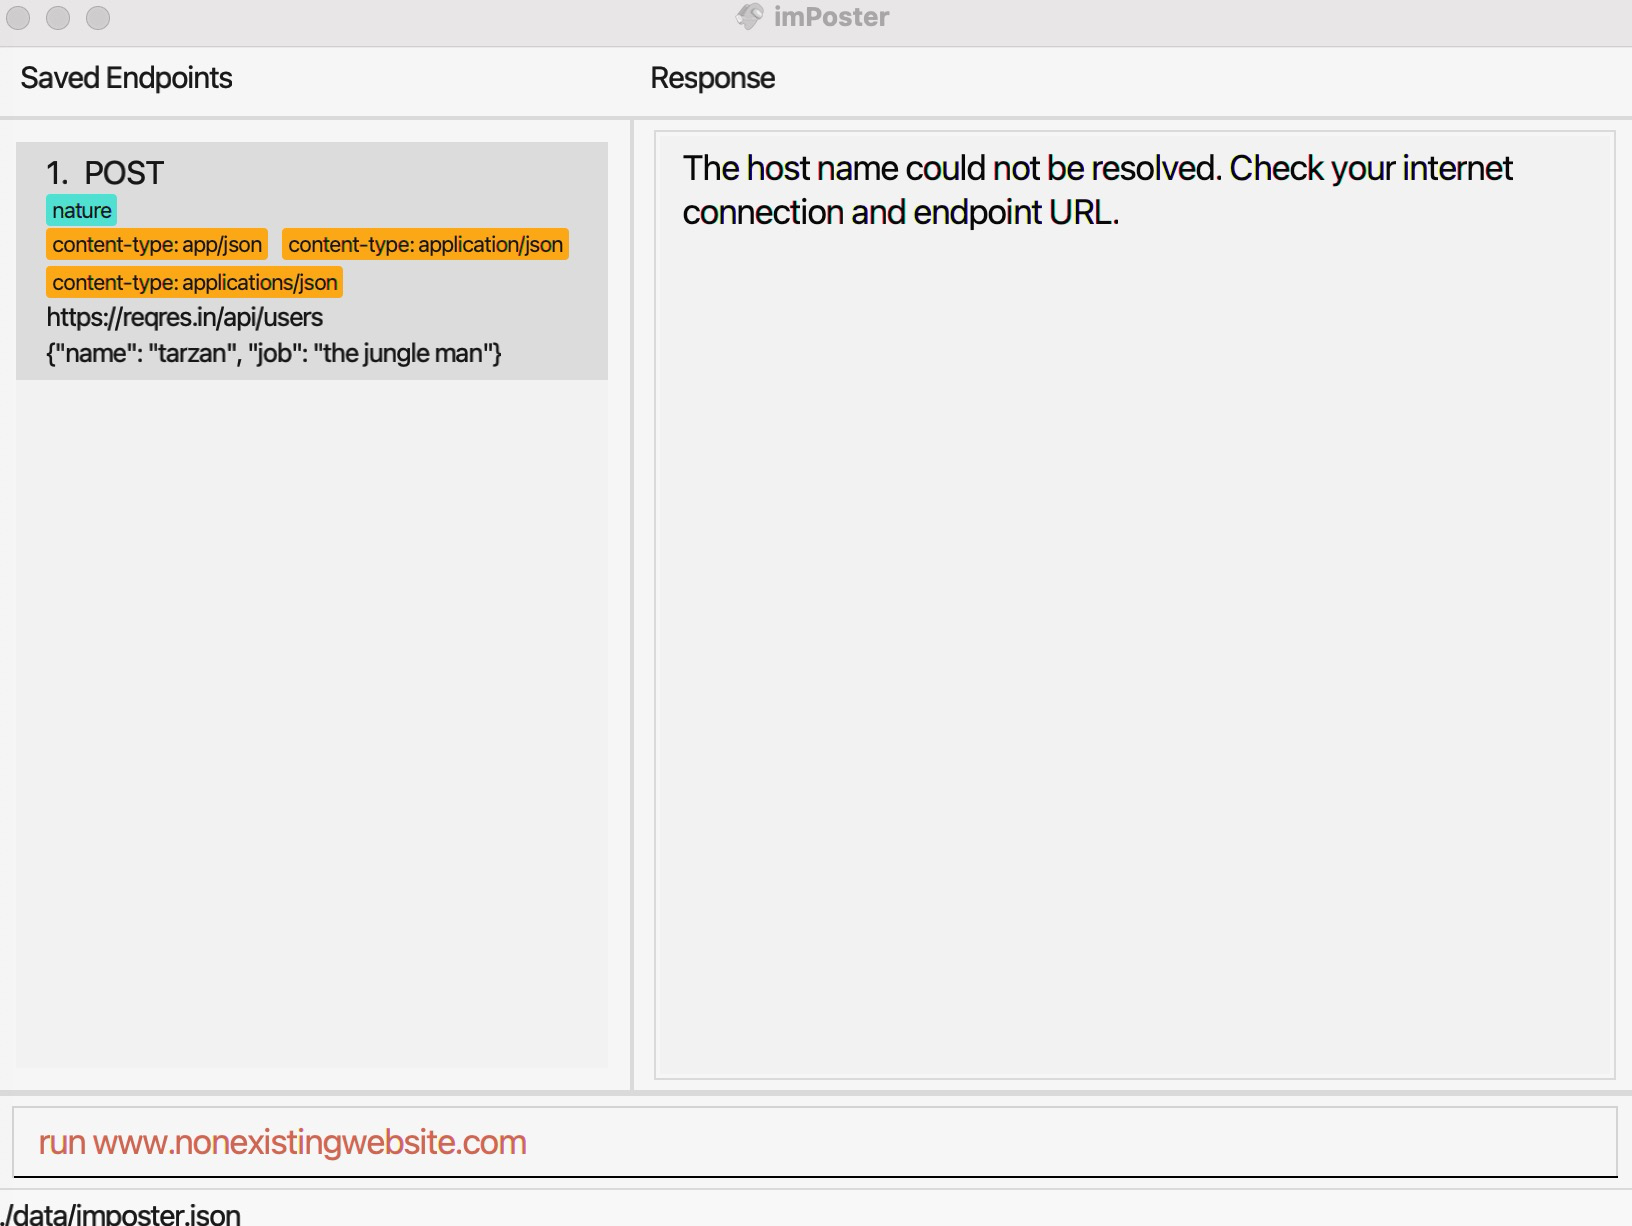 imPoster
Saved Endpoints
Response
1. POST
nature
content-type: app/json content-type: application/json
content-type: applications/json
https://reqres.in/api/users
{"name": "tarzan", "job": "the jungle man"}
The host name could not be resolved. Check your internet
connection and endpoint URL.
run www.nonexistingwebsite.com
./data/imposter.json